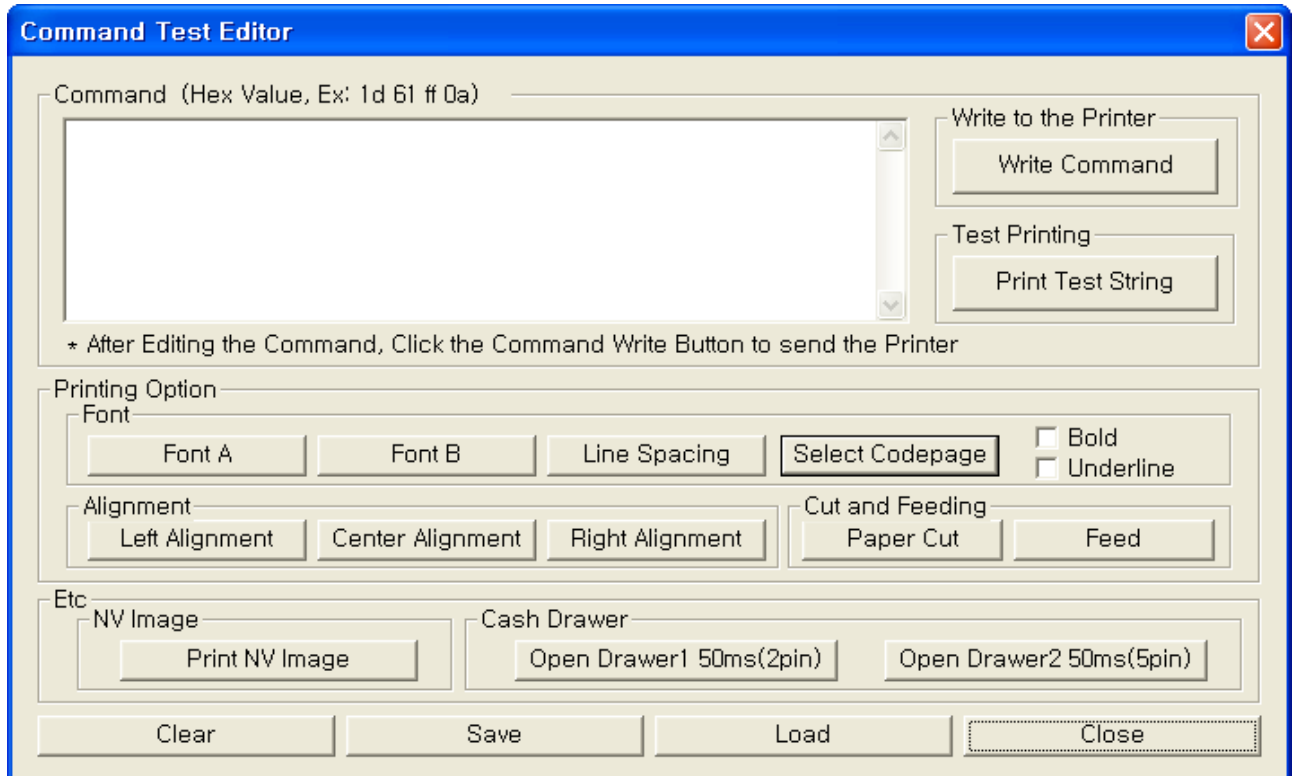 Command Test Editor
Command (Hex Value, Ex: 1d 61 ff 0a)
Write to the Printer
Write Command
Test Printing
Print Test String
* After Editing the Command, Click the Command Write Button to send the Printer
Printing Option
Font
Font A Font B Line Spacing Select Codepage Bold
Underline
Alignment Cut and Feeding
Left Alignment Center Alignment Right Alignment Paper Cut Feed
Etc
NV Image Cash Drawer
Print NV Image Open Drawer1 50ms(2pin) Open Drawer2 50ms(5pin)
Clear Save Load Close